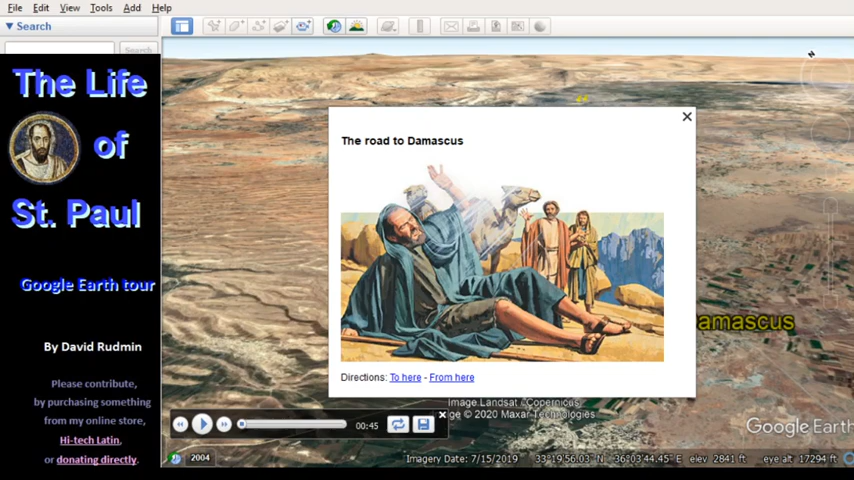 File Edit View Tools Add Help
Search
Search
The Life
of
St. Paul
Google Earth tour
By David Rudmin
Please contribute,
by purchasing something
from my online store,
Hi-tech Latin,
or donating directly.
The road to Damascus
Directions: To here - From here
amascus
Image Landsat / Copernicus
ge © 2020 Maxar Technologies
00:45
Google Earth
2004
Imagery Date: 7/15/2019 33°19'56.03" N 36°03'44.45" E elev 2841 ft eye alt 17294 ft